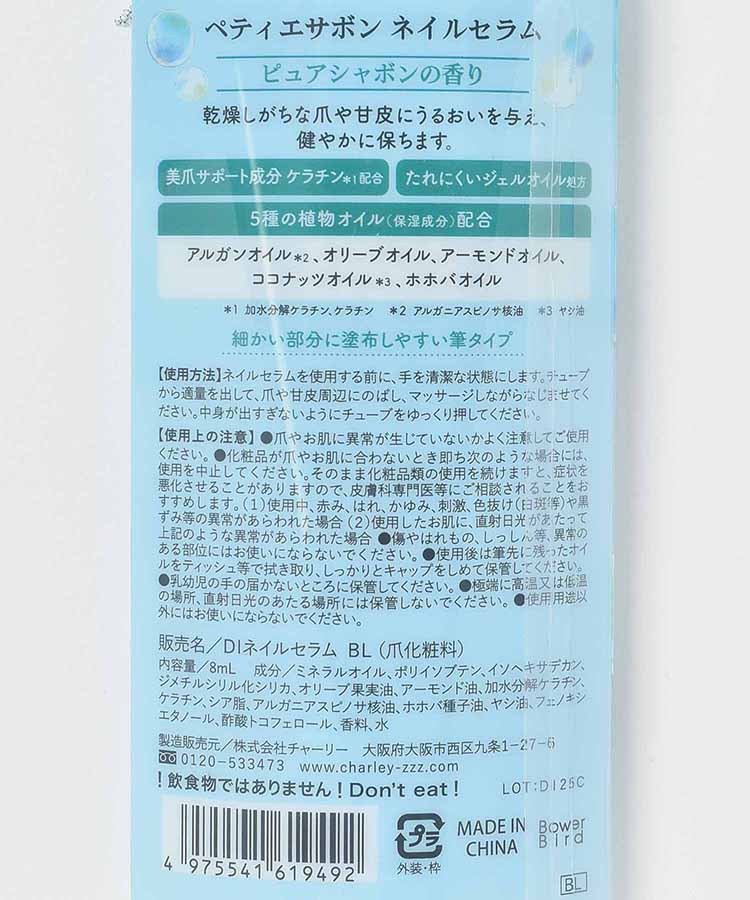 ペティエサボン ネイルセラム
ピュアシャボンの香り
乾燥しがちな爪や甘皮にうるおいを与え、
健やかに保ちます。
美爪サポート成分 ケラチン*1配合 たれにくいジェルオイル処方
5種の植物オイル(保湿成分)配合
アルガンオイル*2、オリーブオイル、アーモンドオイル、
ココナッツオイル*3、ホホバオイル
*1 加水分解ケラチン、ケラチン *2 アルガニアスピノサ核油 *3 ヤシ油
細かい部分に塗布しやすい筆タイプ
【使用方法】ネイルセラムを使用する前に、手を清潔な状態にします。チューブ
から適量を出して、爪や甘皮周辺にのばし、マッサージしながらなじませてく
ださい。中身が出すぎないようにチューブをゆっくり押してください。
【使用上の注意】●爪やお肌に異常が生じていないかよく注意してご使用
ください。●化粧品が爪やお肌に合わないとき即ち次のような場合には、
使用を中止してください。そのまま化粧品類の使用を続けますと、症状を
悪化させることがありますので、皮膚科専門医等にご相談されることをお
すすめします。(1)使用中、赤み、はれ、かゆみ、刺激、色抜け(白斑等)や黒
ずみ等の異常があらわれた場合 (2)使用したお肌に、直射日光があたって
上記のような異常があらわれた場合 ●傷やはれもの、しっしん等、異常の
ある部位にはお使いにならないでください。●使用後は筆先に残ったオイ
ルをティッシュ等で拭き取り、しっかりとキャップをしめて保管してください。
●乳幼児の手の届かないところに保管してください。●極端に高温又は低温
の場所、直射日光のあたる場所には保管しないでください。●使用用途以
外にはお使いにならないでください。
販売名/DIネイルセラム BL(爪化粧料)
内容量/8mL 成分/ミネラルオイル、ポリイソブテン、イソヘキサデカン、
ジメチルシリル化シリカ、オリーブ果実油、アーモンド油、加水分解ケラチン、
ケラチン、シア脂、アルガニアスピノサ核油、ホホバ種子油、ヤシ油、フェノキシ
エタノール、酢酸トコフェロール、香料、水
製造販売元/株式会社チャーリー 大阪府大阪市西区九条1-27-6
0120-533473 www.charley-zzz.com
!飲食物ではありません! Don't eat! LOT:DI25C
4 975541 619492
プラ
外装・枠
MADE IN
CHINA
Bower
Bird
BL